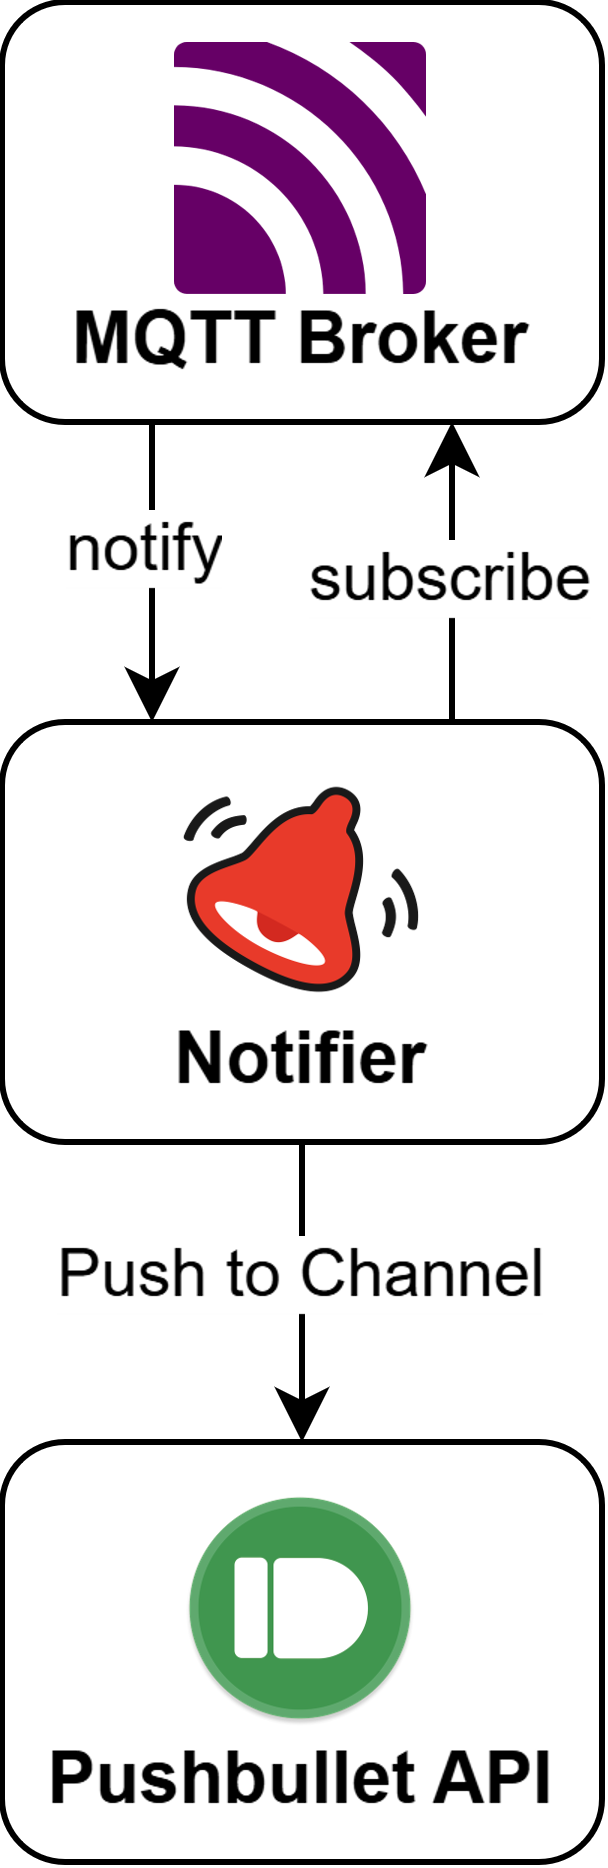 MQTT Broker
notify
subscribe
Notifier
Push to Channel
Pushbullet API